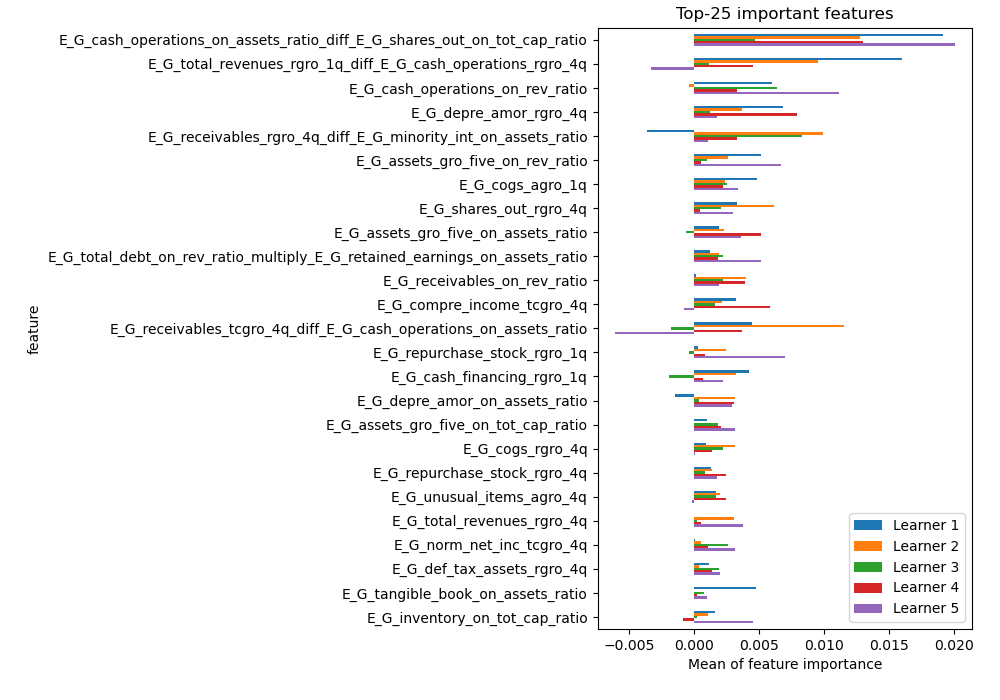 Top-25 important features
E_G_cash_operations_on_assets_ratio_diff_E_G_shares_out_on_tot_cap_ratio
E_G_total_revenues_rgro_1q_diff_E_G_cash_operations_rgro_4q
E_G_cash_operations_on_rev_ratio
E_G_depre_amor_rgro_4q
E_G_receivables_rgro_4q_diff_E_G_minority_int_on_assets_ratio
E_G_assets_gro_five_on_rev_ratio
E_G_cogs_agro_1q
E_G_shares_out_rgro_4q
E_G_assets_gro_five_on_assets_ratio
E_G_total_debt_on_rev_ratio_multiply_E_G_retained_earnings_on_assets_ratio
E_G_receivables_on_rev_ratio
E_G_compre_income_tcgro_4q
E_G_receivables_tcgro_4q_diff_E_G_cash_operations_on_assets_ratio
E_G_repurchase_stock_rgro_1q
E_G_cash_financing_rgro_1q
E_G_depre_amor_on_assets_ratio
E_G_assets_gro_five_on_tot_cap_ratio
E_G_cogs_rgro_4q
E_G_repurchase_stock_rgro_4q
E_G_unusual_items_agro_4q
E_G_total_revenues_rgro_4q
E_G_norm_net_inc_tcgro_4q
E_G_def_tax_assets_rgro_4q
E_G_tangible_book_on_assets_ratio
E_G_inventory_on_tot_cap_ratio
feature
Learner 1
Learner 2
Learner 3
Learner 4
Learner 5
−0.005 0.000 0.005 0.010 0.015 0.020
Mean of feature importance